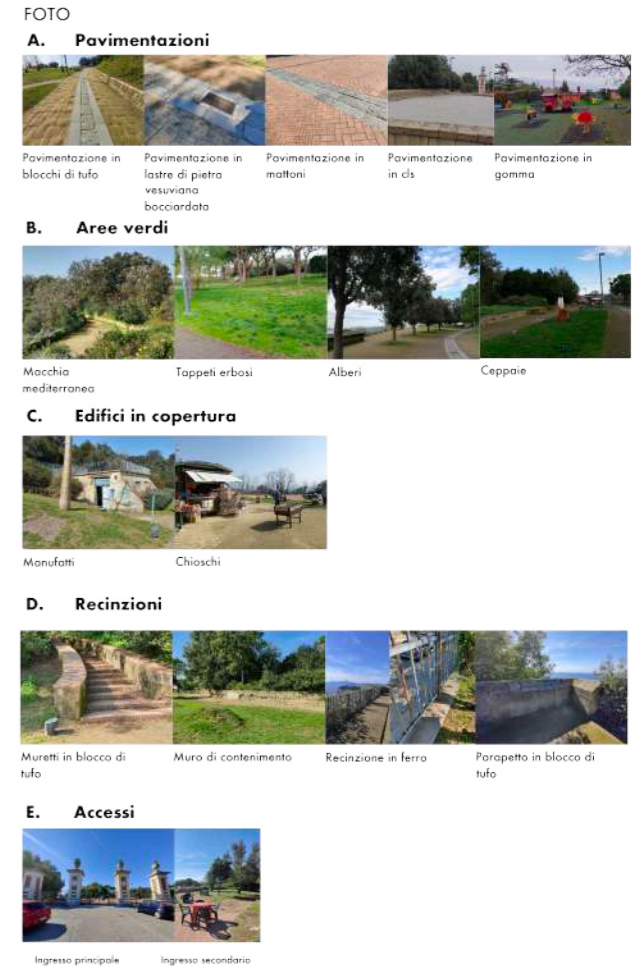 FOTO
A. Pavimentazioni
Pavimentazione in blocchi di tufo
Pavimentazione in lastre di pietra vesuviana bocciardata
Pavimentazione in mattoni
Pavimentazione in cls
Pavimentazione in gomma
B. Aree verdi
Macchia mediterranea
Tappeti erbosi
Alberi
Ceppaie
C. Edifici in copertura
Manufatti
Chioschi
D. Recinzioni
Muretti in blocco di tufo
Muro di contenimento
Recinzione in ferro
Parapetto in blocco di tufo
E. Accessi
Ingresso principale
Ingresso secondario